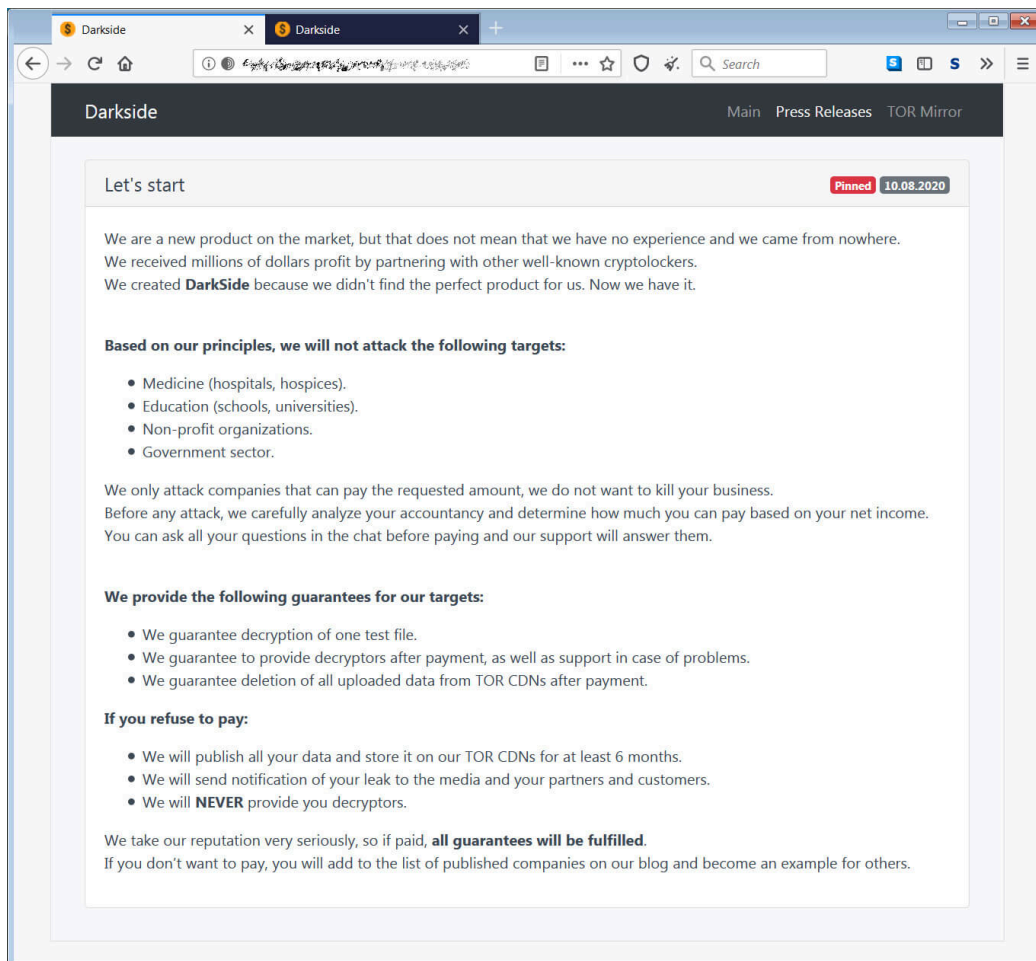 Darkside
Darkside
Search
Darkside
Main Press Releases TOR Mirror
Let's start
Pinned 10.08.2020
We are a new product on the market, but that does not mean that we have no experience and we came from nowhere.
We received millions of dollars profit by partnering with other well-known cryptolockers.
We created DarkSide because we didn't find the perfect product for us. Now we have it.
Based on our principles, we will not attack the following targets:
• Medicine (hospitals, hospices).
• Education (schools, universities).
• Non-profit organizations.
• Government sector.
We only attack companies that can pay the requested amount, we do not want to kill your business.
Before any attack, we carefully analyze your accountancy and determine how much you can pay based on your net income.
You can ask all your questions in the chat before paying and our support will answer them.
We provide the following guarantees for our targets:
• We guarantee decryption of one test file.
• We guarantee to provide decryptors after payment, as well as support in case of problems.
• We guarantee deletion of all uploaded data from TOR CDNs after payment.
If you refuse to pay:
• We will publish all your data and store it on our TOR CDNs for at least 6 months.
• We will send notification of your leak to the media and your partners and customers.
• We will NEVER provide you decryptors.
We take our reputation very seriously, so if paid, all guarantees will be fulfilled.
If you don't want to pay, you will add to the list of published companies on our blog and become an example for others.